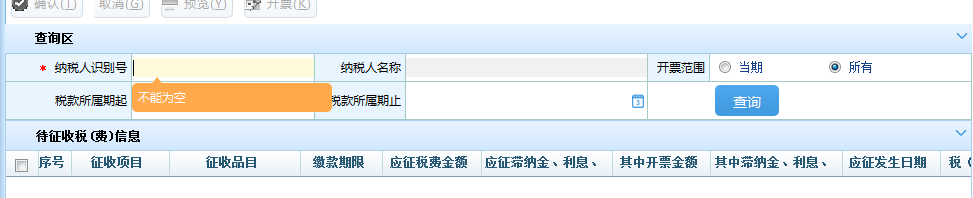 确认(T) 取消(G) 预览(Y) 开票(K)
查询区
* 纳税人识别号 纳税人名称 开票范围 当期 所有
税款所属期起 不能为空 税款所属期止 3 查询
待征收税(费)信息
序号 征收项目 征收品目 缴款期限 应征税费金额 应征滞纳金、利息、 其中开票金额 其中滞纳金、利息、 应征发生日期 税（